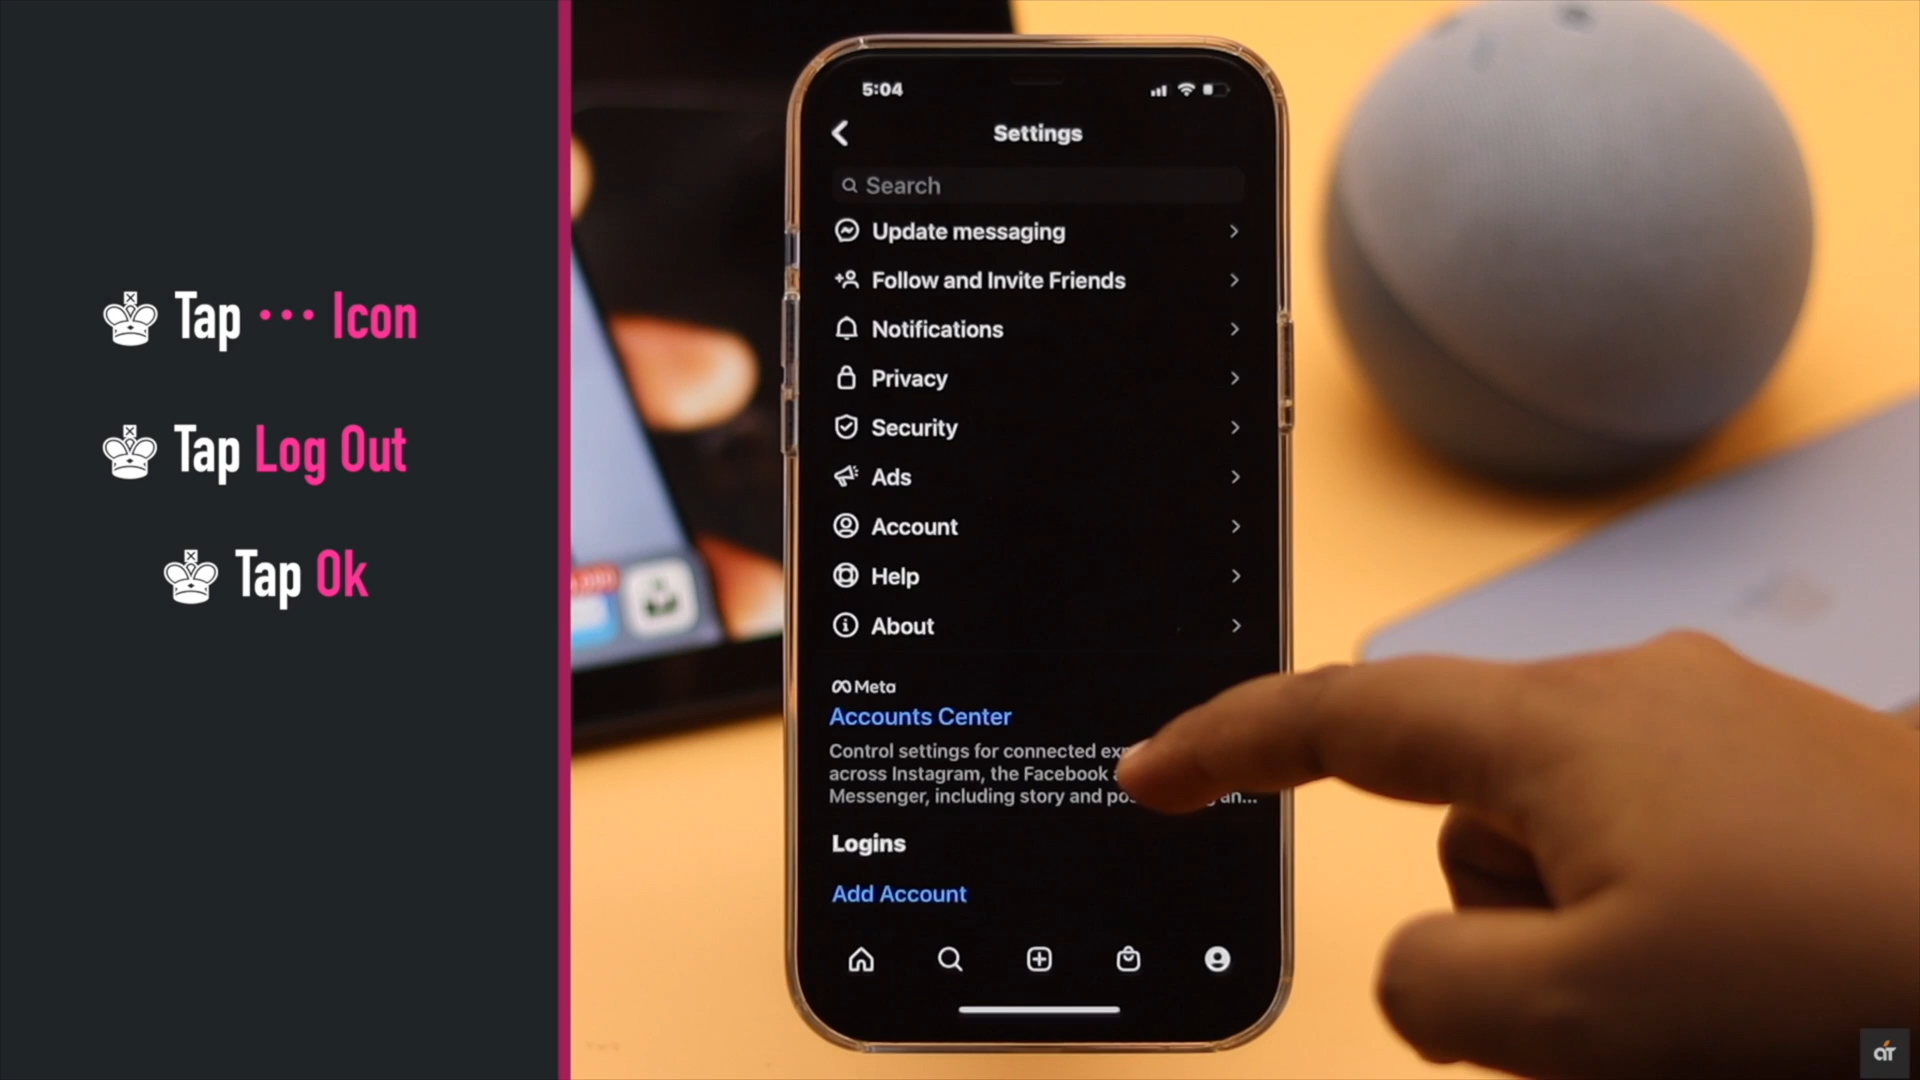 Tap ··· Icon
Tap Log Out
Tap Ok
5:04
Settings
Search
Update messaging
Follow and Invite Friends
Notifications
Privacy
Security
Ads
Account
Help
About
Meta
Accounts Center
Control settings for connected
across Instagram, the Facebook
Messenger, including story and
Logins
Add Account